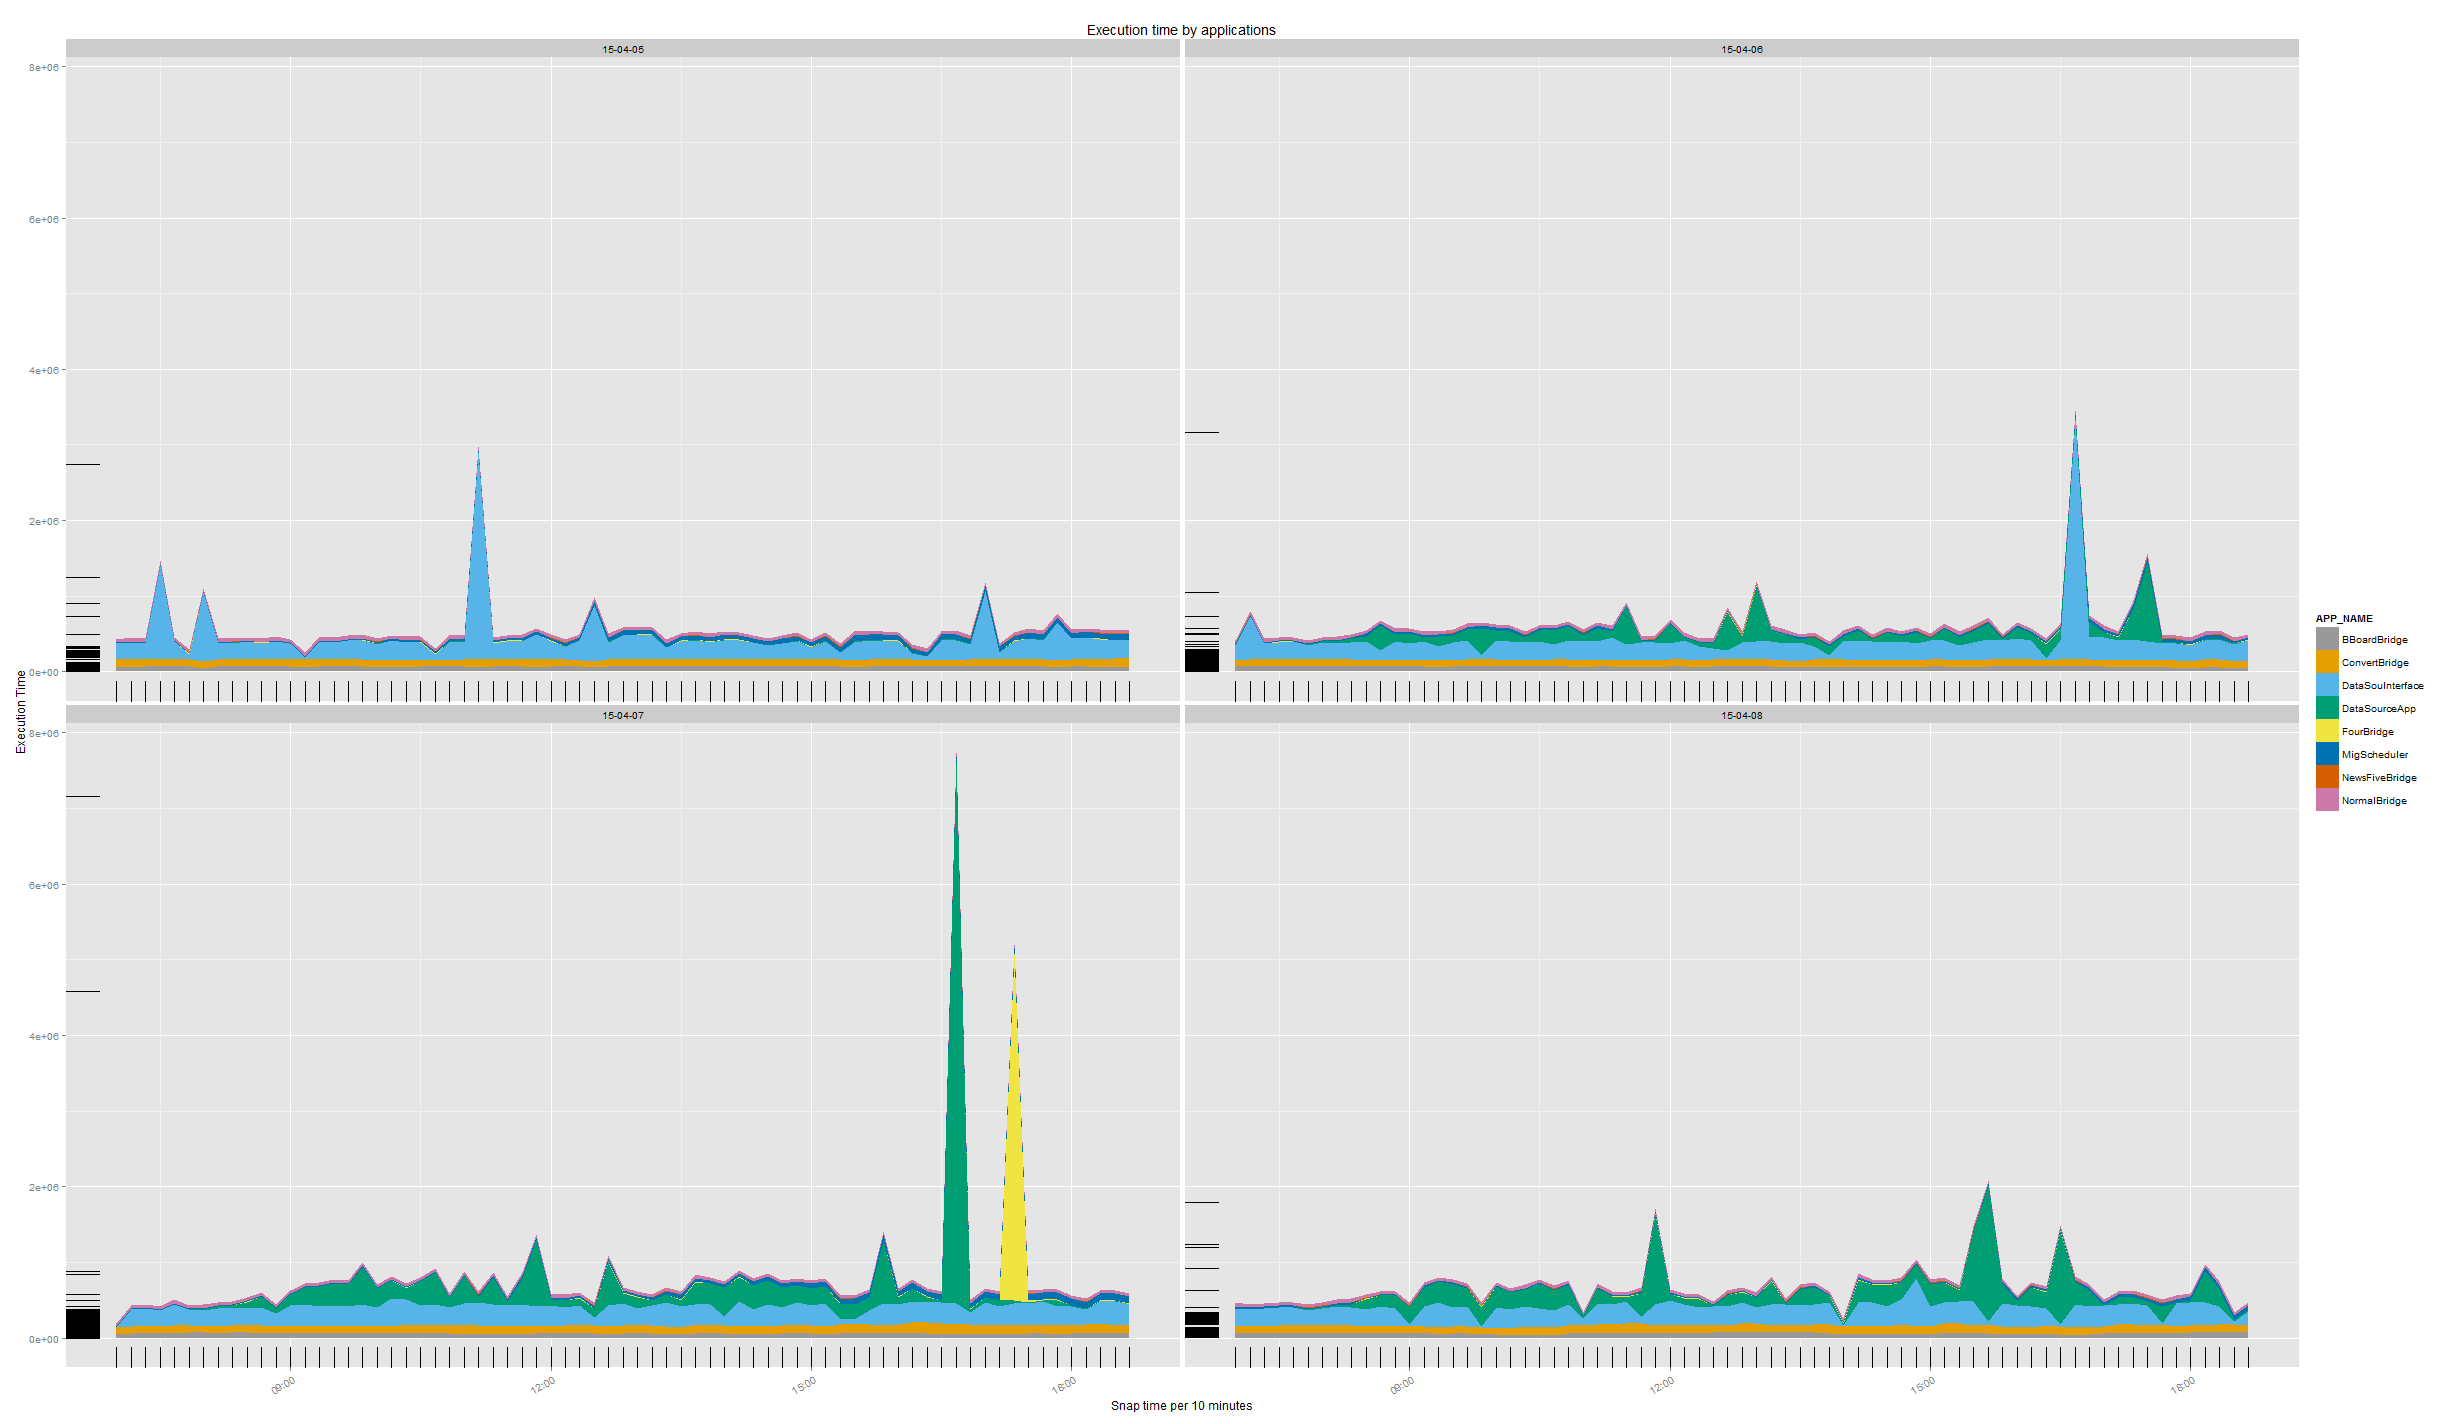 Execution time by applications
15-04-05
15-04-06
8e+06
6e+06
4e+06
2e+06
0e+00
15-04-07
15-04-08
8e+06
6e+06
4e+06
2e+06
0e+00
Execution Time
09:00
12:00
15:00
18:00
09:00
12:00
15:00
18:00
Snap time per 10 minutes
APP_NAME
BBoardBridge
ConvertBridge
DataSouInterface
DataSourceApp
FourBridge
MigScheduler
NewsFiveBridge
NormalBridge